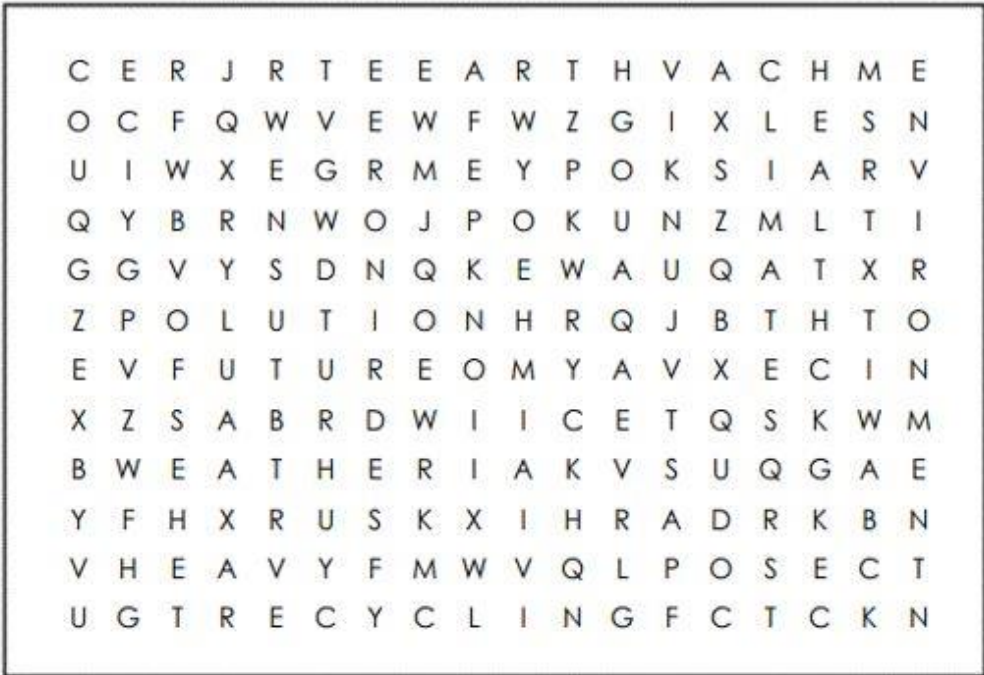 C E R J R T E E A R T H V A C H M E
O C F Q W V E W F W Z G I X L E S N
U I W X E G R M E Y P O K S I A R V
Q Y B R N W O J P O K U N Z M L T I
G G V Y S D N Q K E W A U Q A T X R
Z P O L U T I O N H R Q J B T H T O
E V F U T U R E O M Y A V X E C I N
X Z S A B R D W I I C E T Q S K W M
B W E A T H E R I A K V S U Q G A E
Y F H X R U S K X I H R A D R K B N
V H E A V Y F M W V Q L P O S E C T
U G T R E C Y C L I N G F C T C K N